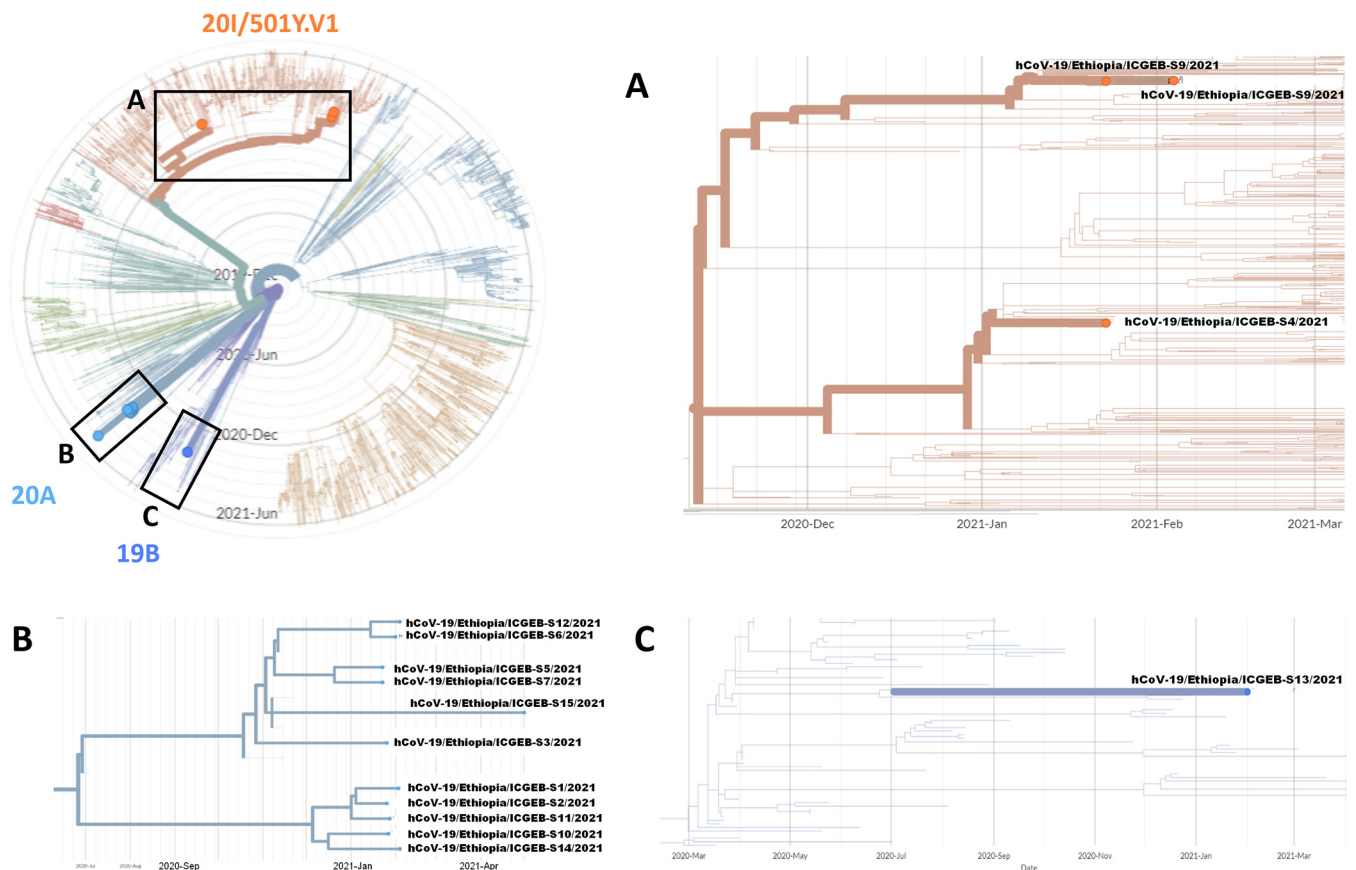 20I/501Y.V1
A
2020-Jun
2020-Dec
2021-Jun
B
20A
C
19B
A
hCoV-19/Ethiopia/ICGEB-S9/2021
hCoV-19/Ethiopia/ICGEB-S9/2021
hCoV-19/Ethiopia/ICGEB-S4/2021
2020-Dec
2021-Jan
2021-Feb
2021-Mar
B
hCoV-19/Ethiopia/ICGEB-S12/2021
hCoV-19/Ethiopia/ICGEB-S6/2021
hCoV-19/Ethiopia/ICGEB-S5/2021
hCoV-19/Ethiopia/ICGEB-S7/2021
hCoV-19/Ethiopia/ICGEB-S15/2021
hCoV-19/Ethiopia/ICGEB-S3/2021
hCoV-19/Ethiopia/ICGEB-S1/2021
hCoV-19/Ethiopia/ICGEB-S2/2021
hCoV-19/Ethiopia/ICGEB-S11/2021
hCoV-19/Ethiopia/ICGEB-S10/2021
hCoV-19/Ethiopia/ICGEB-S14/2021
2020-Jul 2020-Aug 2020-Sep 2021-Jan 2021-Apr
C
hCoV-19/Ethiopia/ICGEB-S13/2021
2020-Mar 2020-May 2020-Jul 2020-Sep 2020-Nov 2021-Jan 2021-Mar
Date